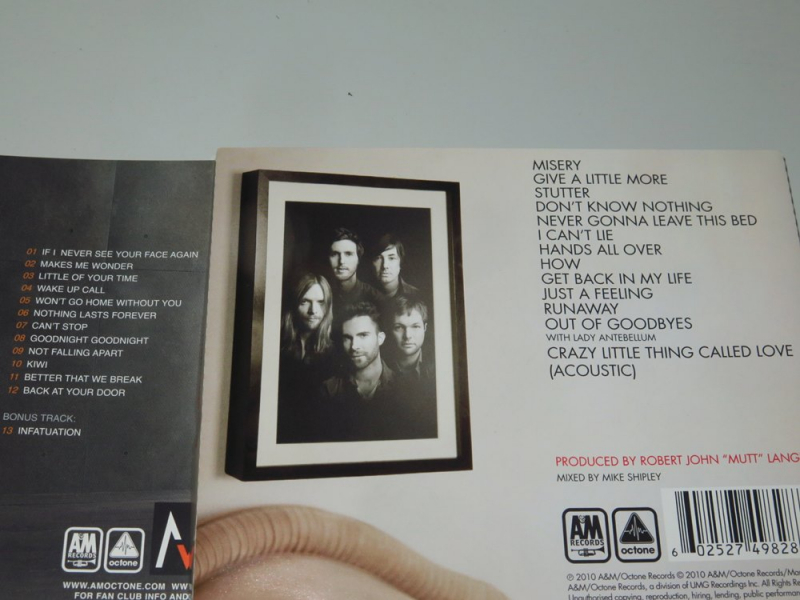 01 IF I NEVER SEE YOUR FACE AGAIN
02 MAKES ME WONDER
03 LITTLE OF YOUR TIME
04 WAKE UP CALL
05 WON'T GO HOME WITHOUT YOU
06 NOTHING LASTS FOREVER
07 CAN'T STOP
08 GOODNIGHT GOODNIGHT
09 NOT FALLING APART
10 KIWI
11 BETTER THAT WE BREAK
12 BACK AT YOUR DOOR
BONUS TRACK:
13 INFATUATION
A&M
RECORDS
octone
WWW.AMOCTONE.COM
FOR FAN CLUB INFO AND
MISERY
GIVE A LITTLE MORE
STUTTER
DON'T KNOW NOTHING
NEVER GONNA LEAVE THIS BED
I CAN'T LIE
HANDS ALL OVER
HOW
GET BACK IN MY LIFE
JUST A FEELING
RUNAWAY
OUT OF GOODBYES
WITH LADY ANTEBELLUM
CRAZY LITTLE THING CALLED LOVE
(ACOUSTIC)
PRODUCED BY ROBERT JOHN "MUTT" LANG
MIXED BY MIKE SHIPLEY
A&M
RECORDS
octone
6 02527 49828
℗ 2010 A&M/Octone Records © 2010 A&M/Octone Records/
A&M/Octone Records, a division of UMG Recordings Inc. All Rights
Unauthorised copying, reproduction, hiring, lending, public